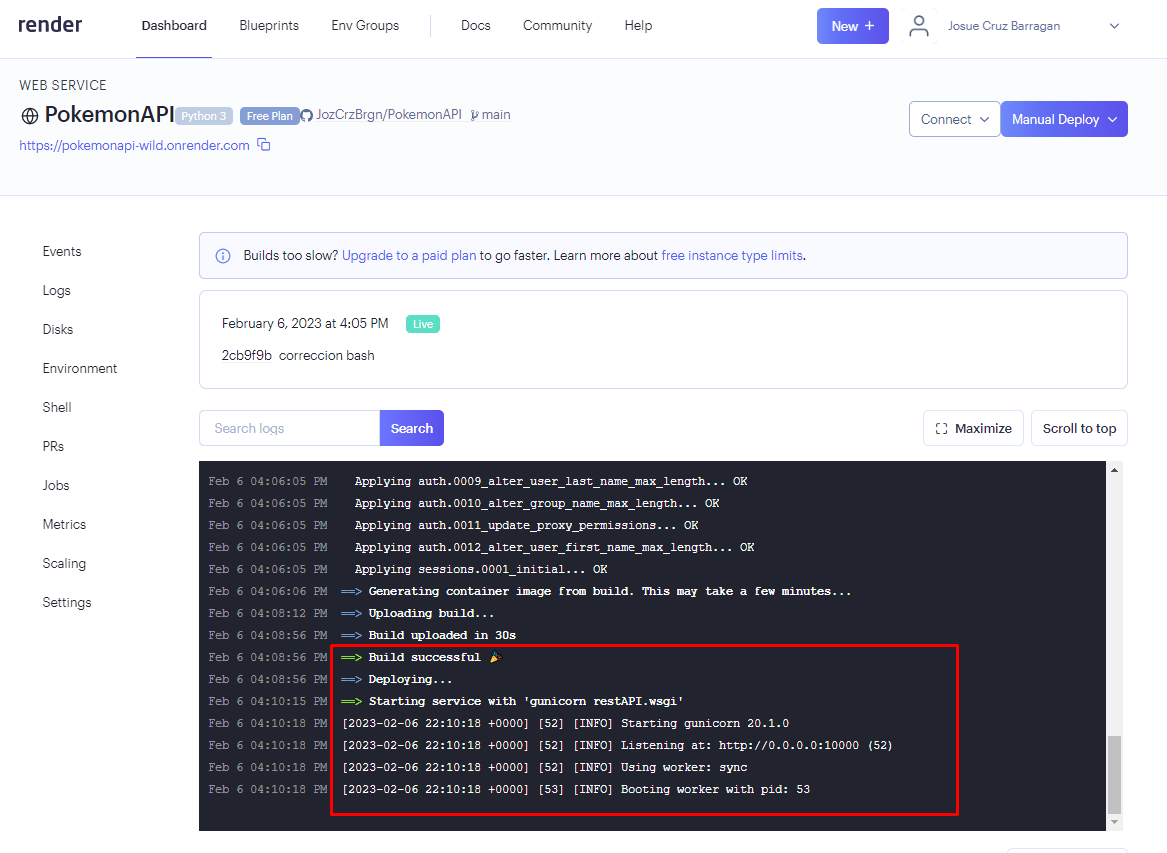 render Dashboard Blueprints Env Groups Docs Community Help New + Josue Cruz Barragan
WEB SERVICE
PokemonAPI Python 3 Free Plan JozCrzBrgn/PokemonAPI main
Connect Manual Deploy
https://pokemonapi-wild.onrender.com
Events
Logs
Disks
Environment
Shell
PRs
Jobs
Metrics
Scaling
Settings
Builds too slow? Upgrade to a paid plan to go faster. Learn more about free instance type limits.
February 6, 2023 at 4:05 PM Live
2cb9f9b correccion bash
Search logs Search Maximize Scroll to top
Feb 6 04:06:05 PM Applying auth.0009_alter_user_last_name_max_length... OK
Feb 6 04:06:05 PM Applying auth.0010_alter_group_name_max_length... OK
Feb 6 04:06:05 PM Applying auth.0011_update_proxy_permissions... OK
Feb 6 04:06:05 PM Applying auth.0012_alter_user_first_name_max_length... OK
Feb 6 04:06:05 PM Applying sessions.0001_initial... OK
Feb 6 04:06:06 PM ==> Generating container image from build. This may take a few minutes...
Feb 6 04:08:12 PM ==> Uploading build...
Feb 6 04:08:56 PM ==> Build uploaded in 30s
Feb 6 04:08:56 PM ==> Build successful 🎉
Feb 6 04:08:56 PM ==> Deploying...
Feb 6 04:10:15 PM ==> Starting service with 'gunicorn restAPI.wsgi'
Feb 6 04:10:18 PM [2023-02-06 22:10:18 +0000] [52] [INFO] Starting gunicorn 20.1.0
Feb 6 04:10:18 PM [2023-02-06 22:10:18 +0000] [52] [INFO] Listening at: http://0.0.0.0:10000 (52)
Feb 6 04:10:18 PM [2023-02-06 22:10:18 +0000] [52] [INFO] Using worker: sync
Feb 6 04:10:18 PM [2023-02-06 22:10:18 +0000] [53] [INFO] Booting worker with pid: 53